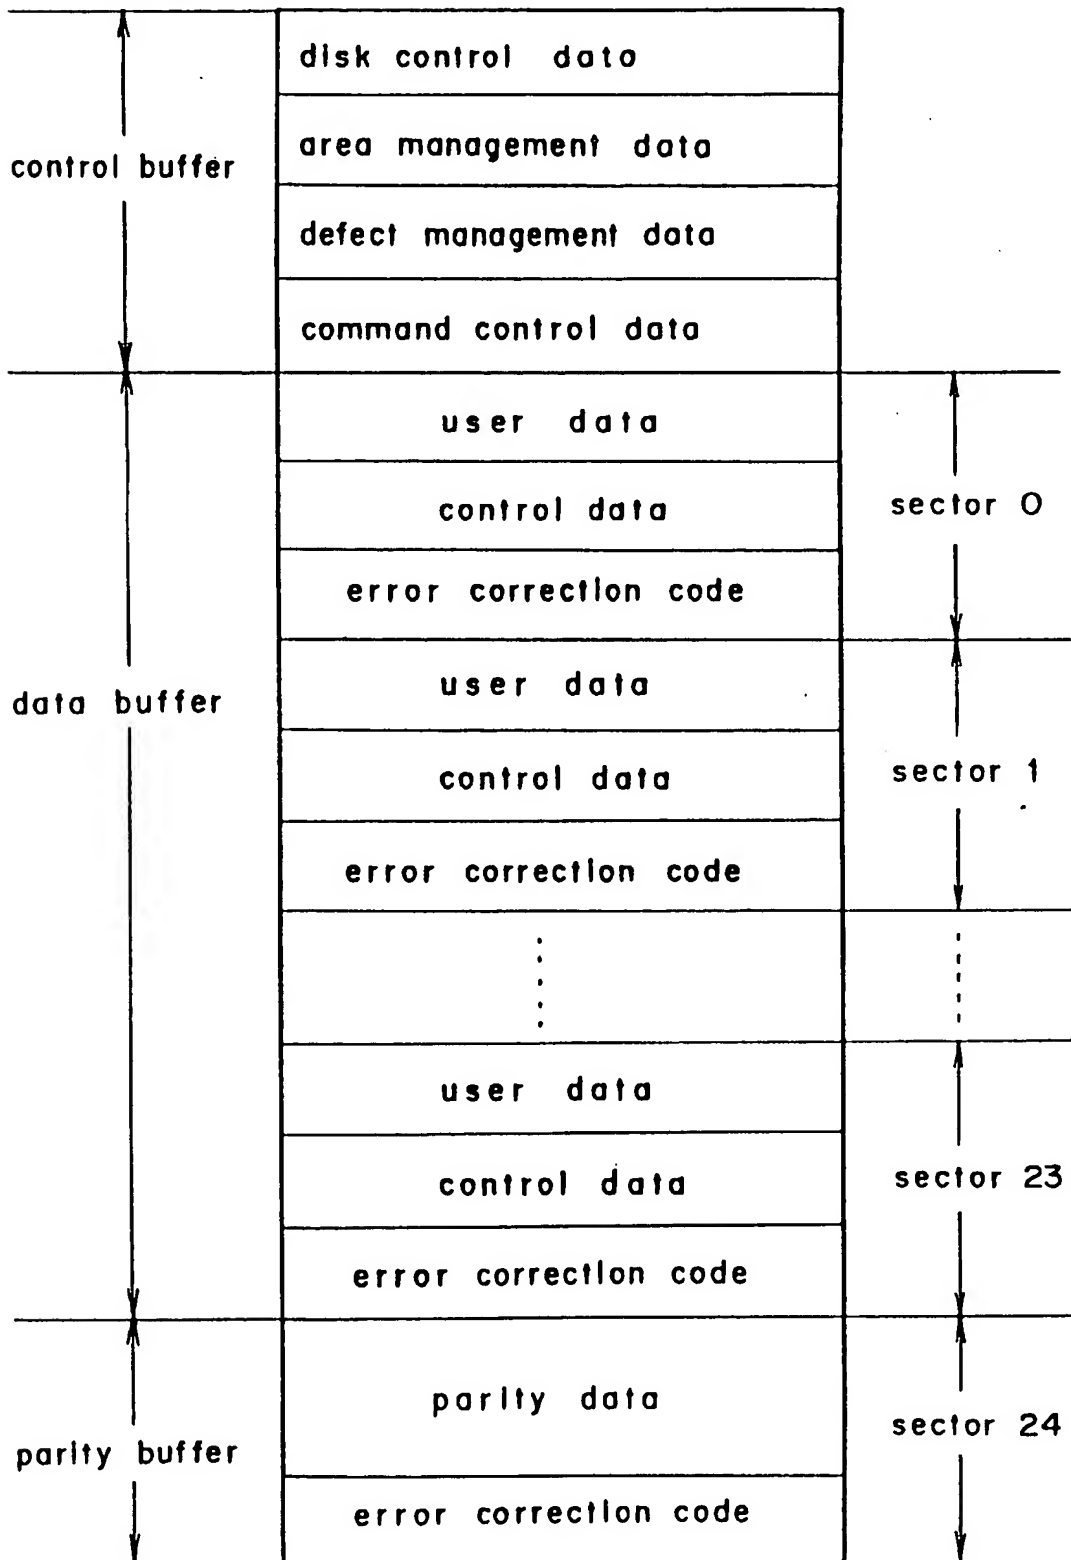 disk control data
area management data
control buffer
defect management data
command control data
user data
control data
sector 0
error correction code
user data
data buffer
control data
sector 1
error correction code
user data
control data
sector 23
error correction code
parity data
sector 24
parity buffer
error correction code